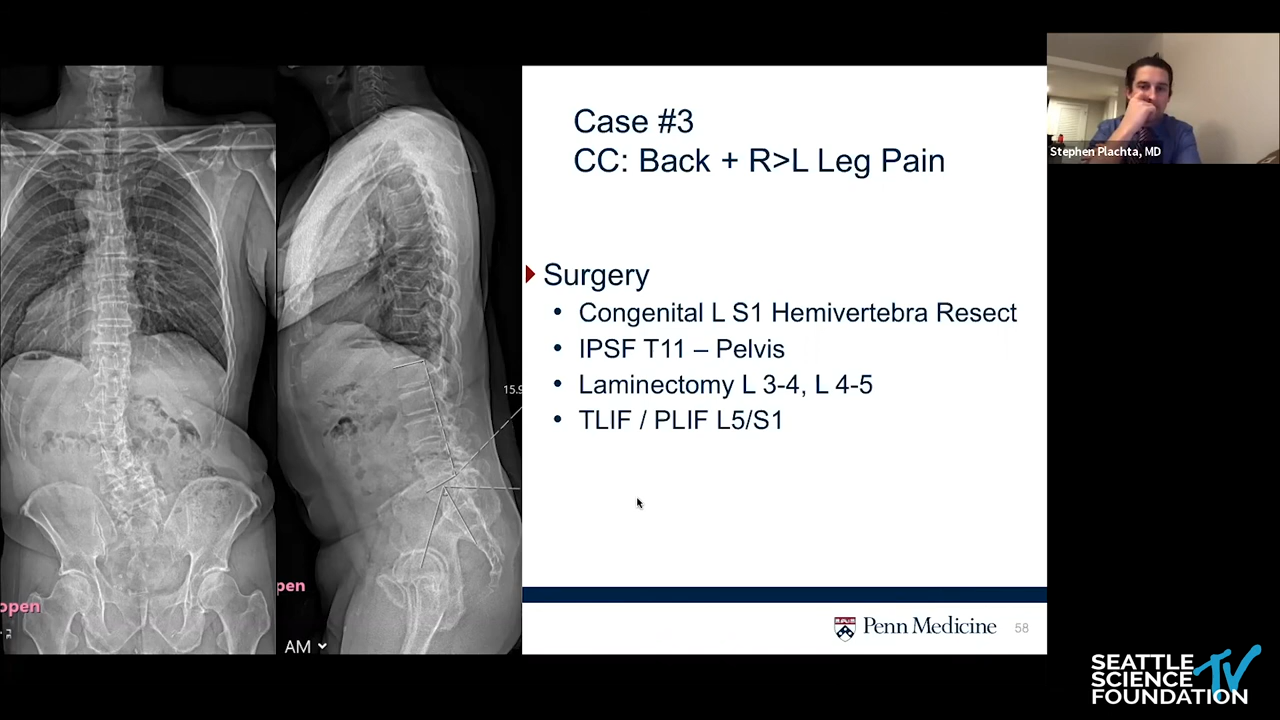 Case #3
CC: Back + R>L Leg Pain
Surgery
• Congenital L S1 Hemivertebra Resect
• IPSF T11 – Pelvis
• Laminectomy L 3-4, L 4-5
• TLIF / PLIF L5/S1
15.9
open
pen
AM
Penn Medicine
58
Stephen Plachta, MD
SEATTLE
SCIENCE TV
FOUNDATION